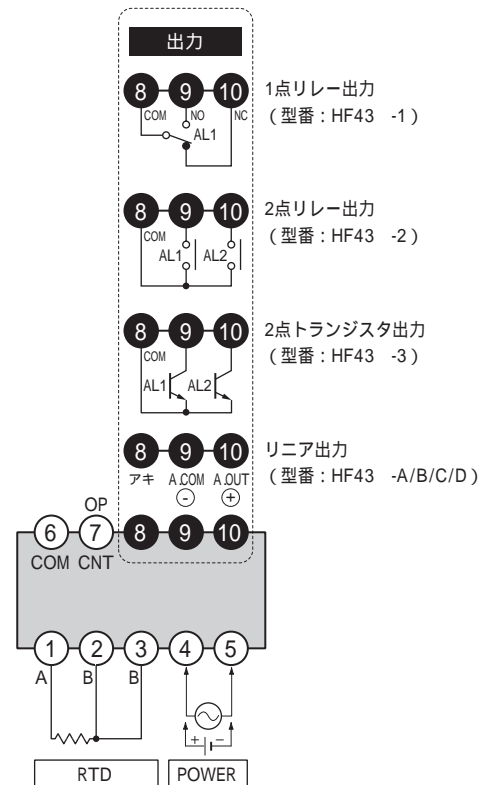 出力
8 9 10
COM NO NC
AL1
1点リレー出力
（型番：HF43 -1）
8 9 10
COM
AL1 AL2
2点リレー出力
（型番：HF43 -2）
8 9 10
COM
AL1 AL2
2点トランジスタ出力
（型番：HF43 -3）
8 9 10
アキ A.COM A.OUT
- +
リニア出力
（型番：HF43 -A/B/C/D）
OP
6 7 8 9 10
COM CNT
1 2 3 4 5
A B B
+ −
RTD POWER